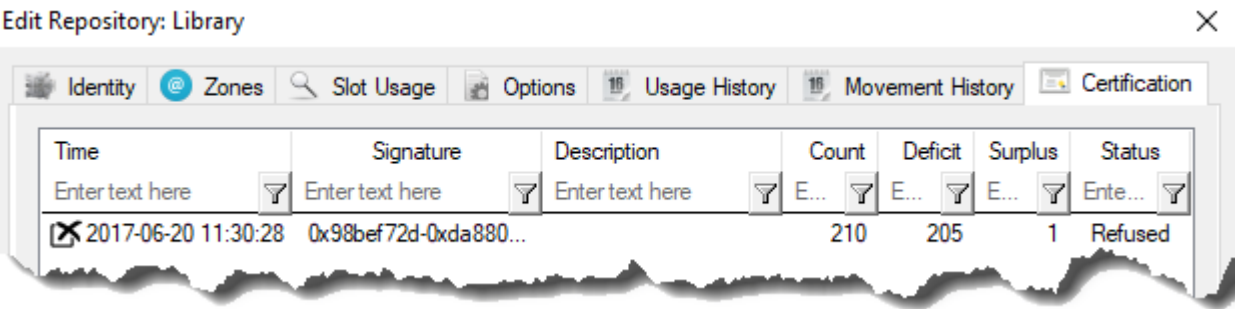 Edit Repository: Library
Identity @ Zones Slot Usage Options 16 Usage History 16 Movement History Certification
Time Signature Description Count Deficit Surplus Status
Enter text here Enter text here Enter text here E... E... E... Ente...
2017-06-20 11:30:28 0x98bef72d-0xda880... 210 205 1 Refused